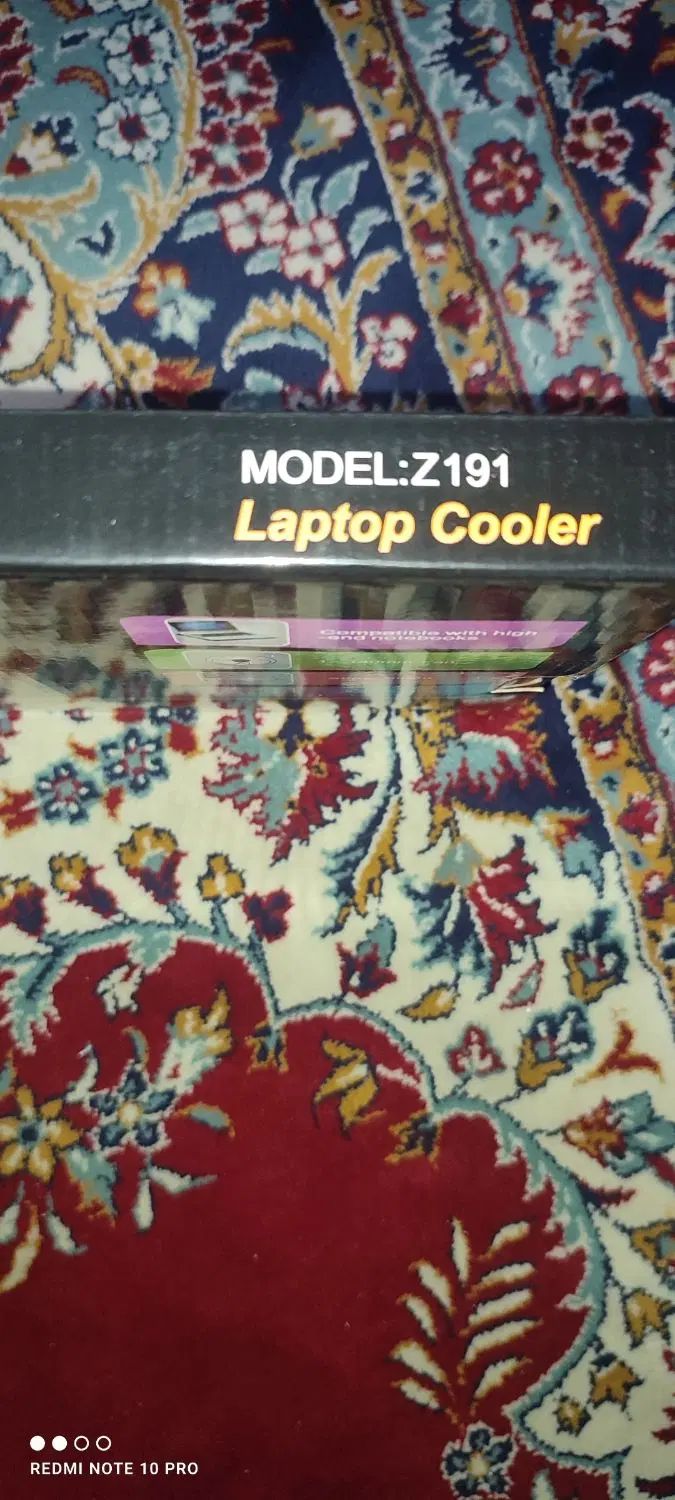 MODEL:Z191
Laptop Cooler
Compatible with high
-end notebooks
REDMI NOTE 10 PRO